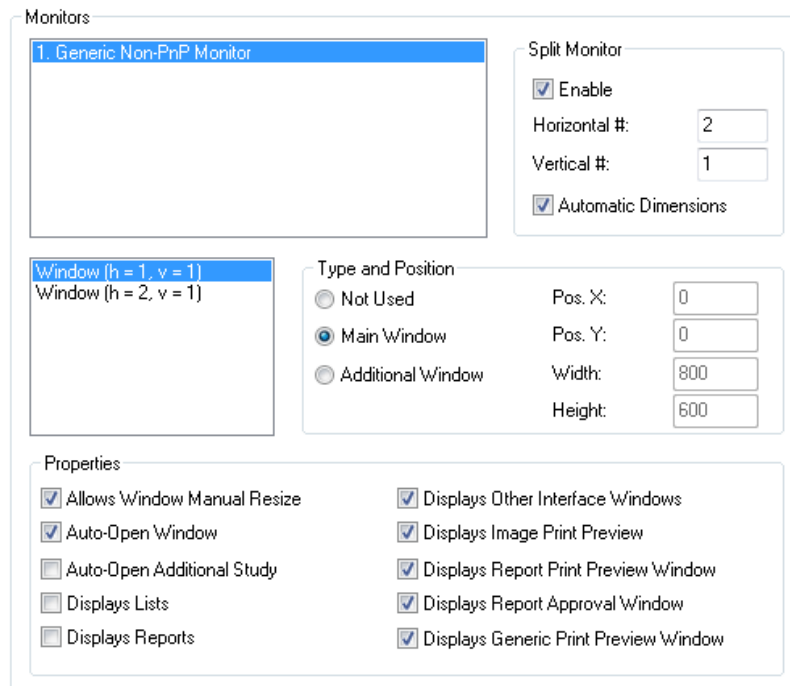 Monitors
1. Generic Non-PnP Monitor
Split Monitor
Enable
Horizontal #: 2
Vertical #: 1
Automatic Dimensions
Window (h = 1, v = 1)
Window (h = 2, v = 1)
Type and Position
Not Used Pos. X: 0
Main Window Pos. Y: 0
Additional Window Width: 800
Height: 600
Properties
Allows Window Manual Resize Displays Other Interface Windows
Auto-Open Window Displays Image Print Preview
Auto-Open Additional Study Displays Report Print Preview Window
Displays Lists Displays Report Approval Window
Displays Reports Displays Generic Print Preview Window